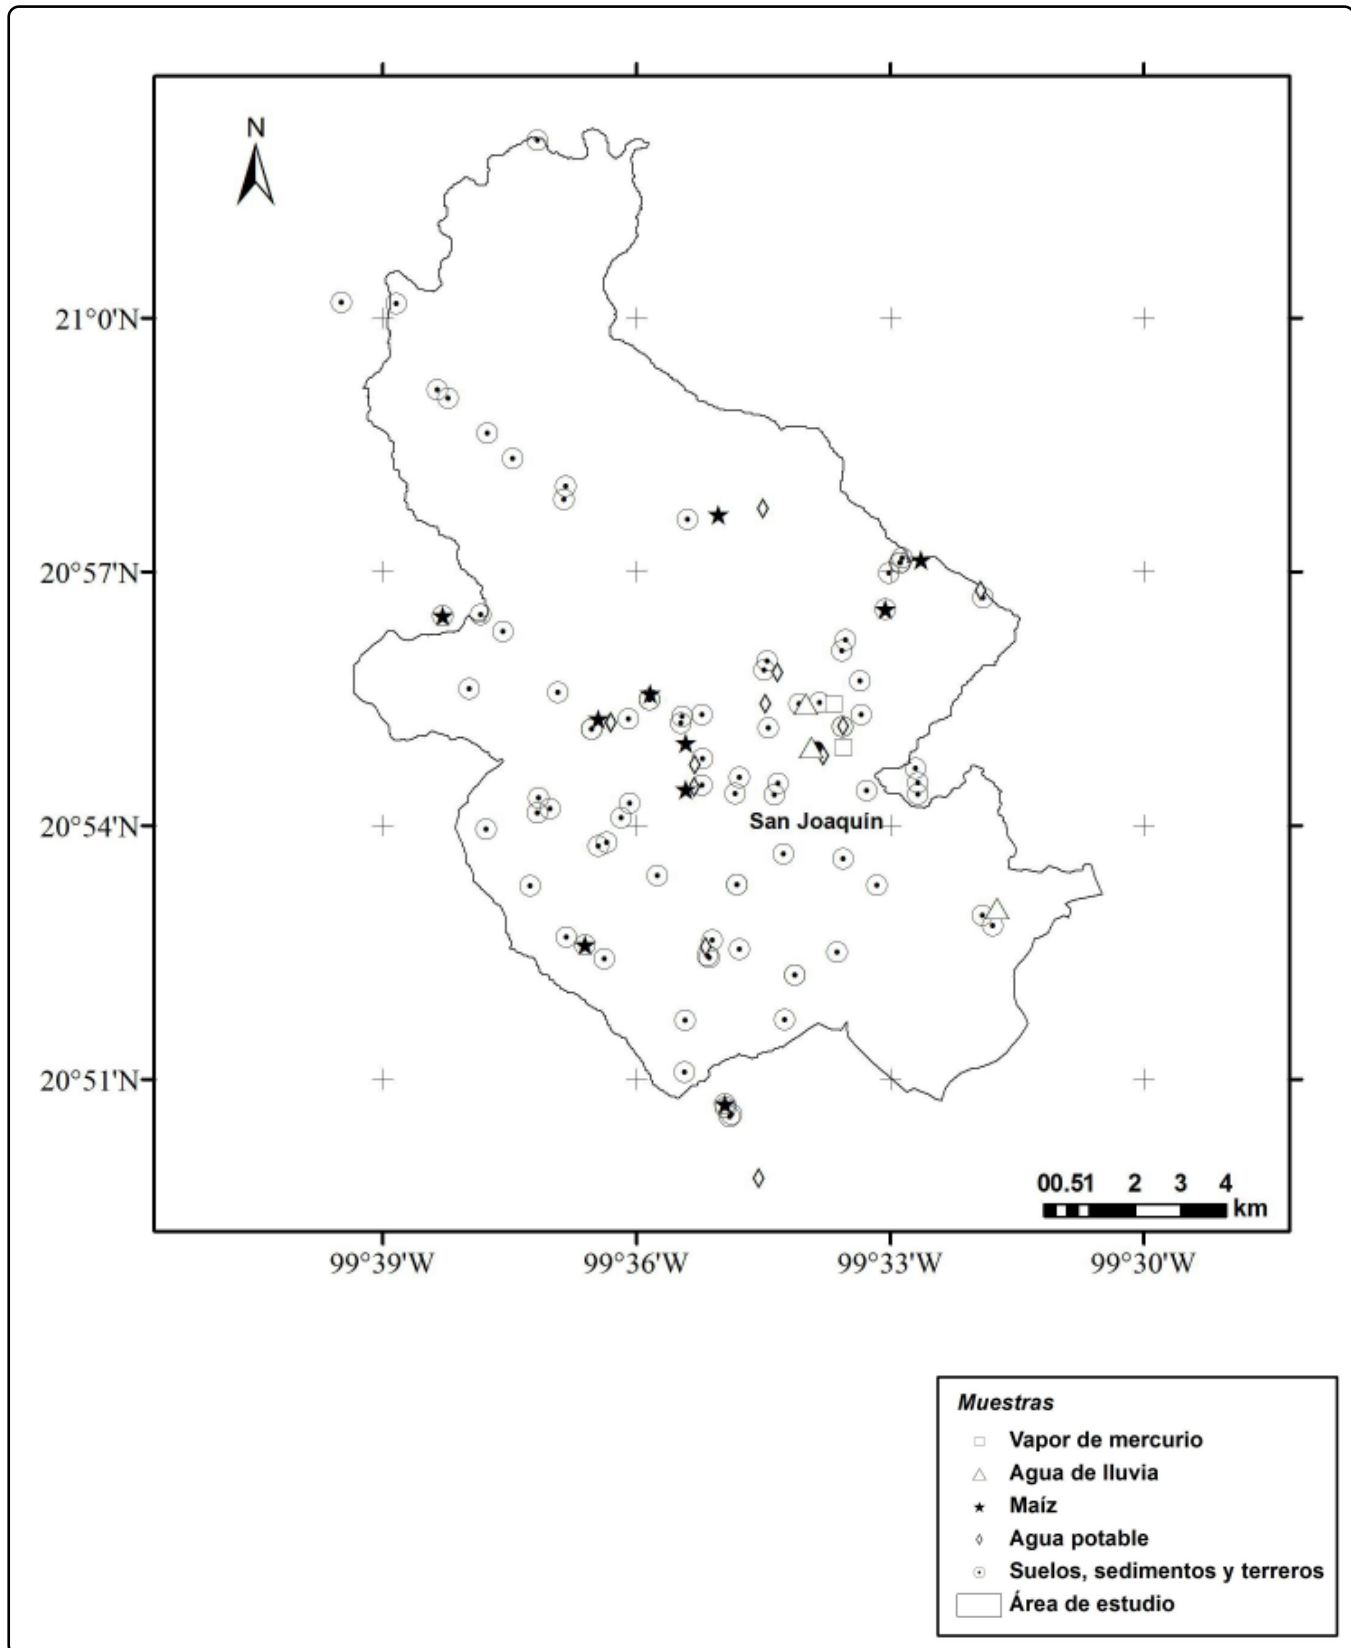 N
21°0'N
20°57'N
20°54'N
San Joaquín
20°51'N
00.51 2 3 4
km
99°39'W 99°36'W 99°33'W 99°30'W
Muestras
Vapor de mercurio
Agua de lluvia
Maíz
Agua potable
Suelos, sedimentos y terreros
Área de estudio